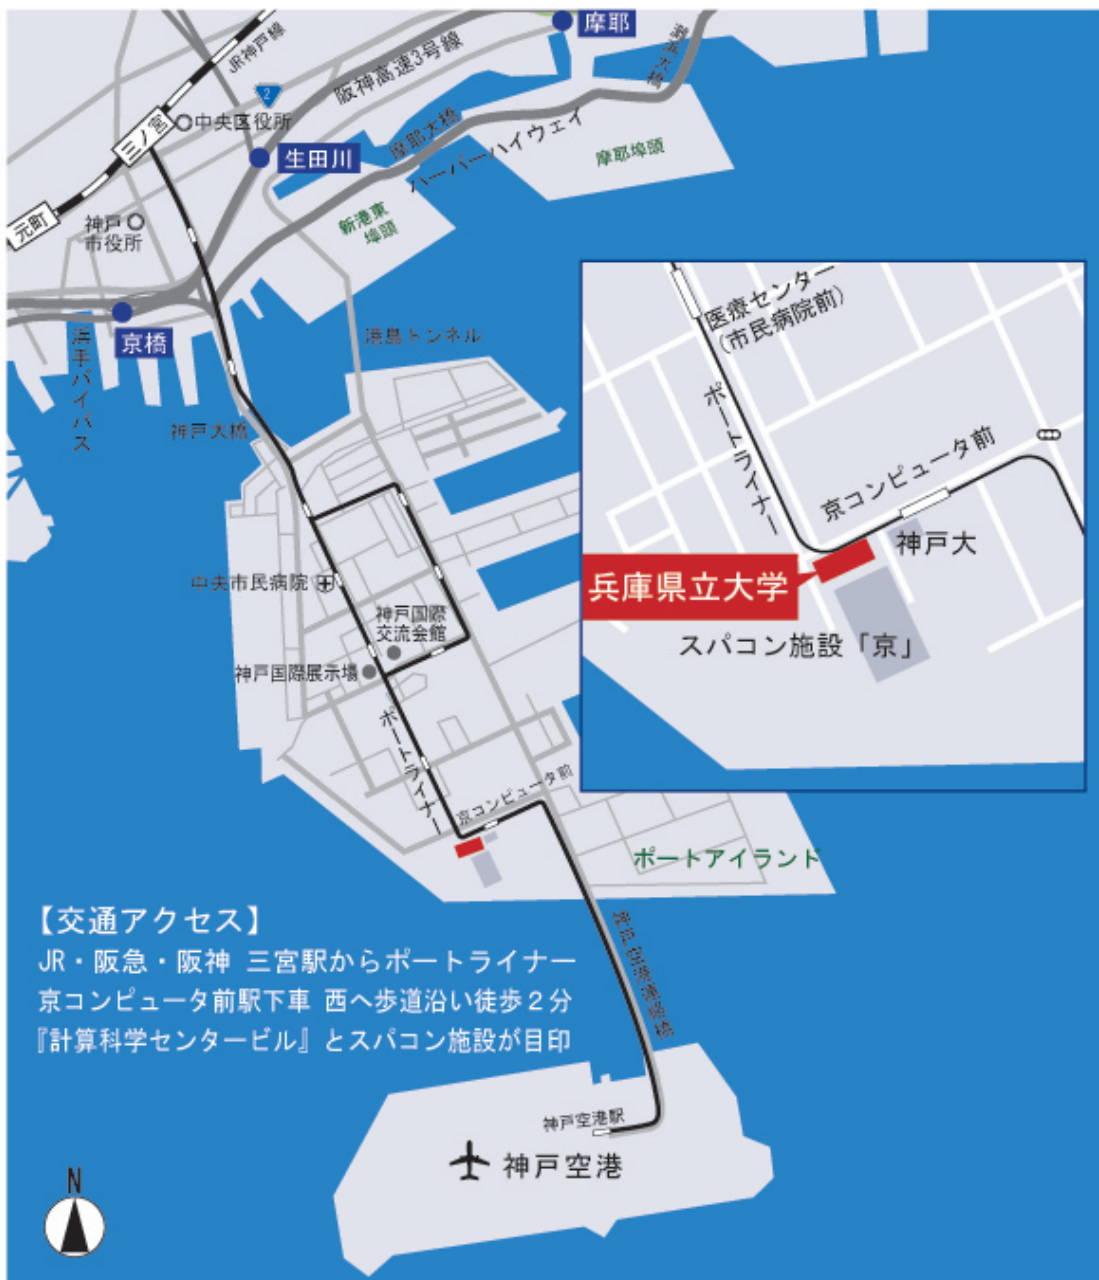 摩耶
JR神戸線
阪神高速3号線
2
中央区役所
三ノ宮
生田川
摩耶大橋
ハーバーハイウェイ
摩耶埠頭
元町
神戸
市役所
新港東
埠頭
京橋
浜手バイパス
港島トンネル
神戸大橋
医療センター
(市民病院前)
ポートライナー
京コンピュータ前
神戸大
兵庫県立大学
スパコン施設「京」
中央市民病院
神戸国際
交流会館
神戸国際展示場
ポートライナー
京コンピュータ前
ポートアイランド
【交通アクセス】
JR・阪急・阪神 三宮駅からポートライナー
京コンピュータ前駅下車 西へ歩道沿い徒歩2分
『計算科学センタービル』とスパコン施設が目印
神戸空港駅
神戸空港
N